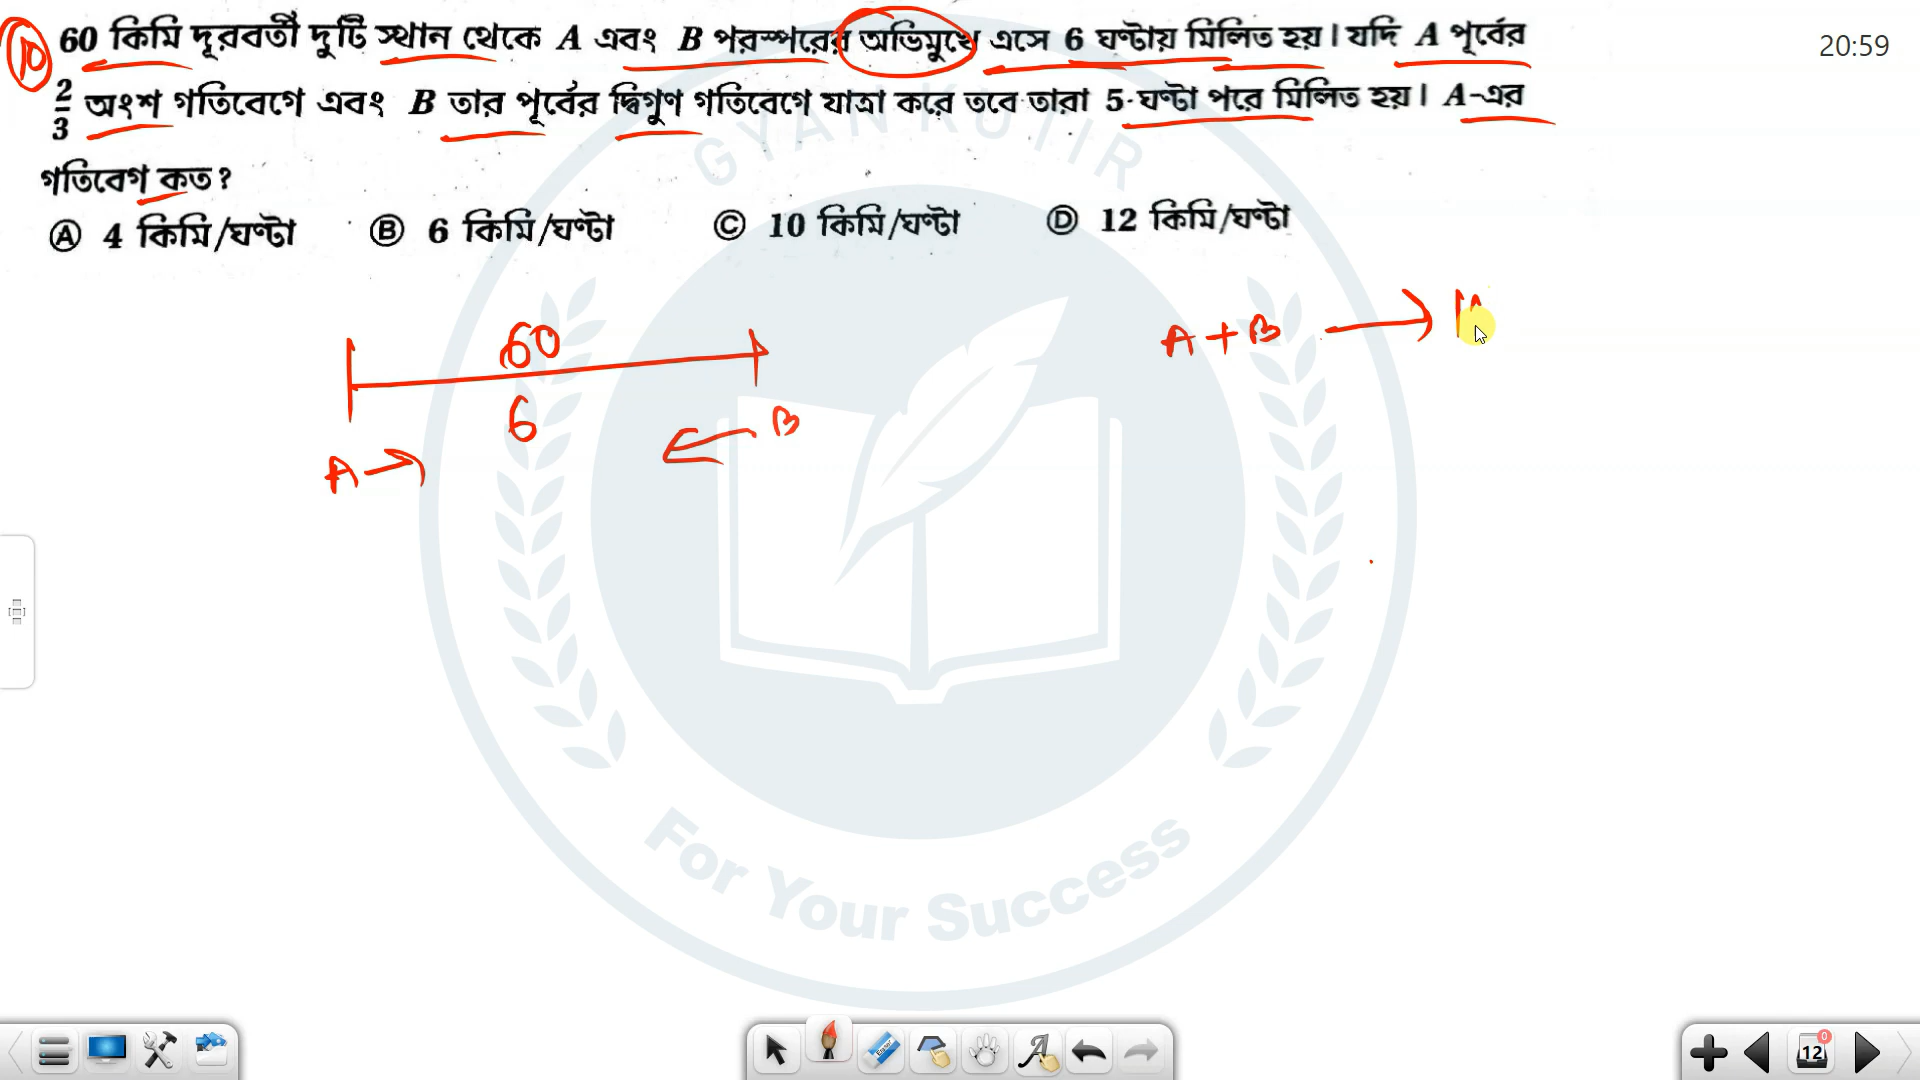 10 60 কিমি দূরবর্তী দুটি স্থান থেকে A এবং B পরস্পরের অভিমুখে এসে 6 ঘণ্টায় মিলিত হয়। যদি A পূর্বের
2/3 অংশ গতিবেগে এবং B তার পূর্বের দ্বিগুণ গতিবেগে যাত্রা করে তবে তারা 5 ঘণ্টা পরে মিলিত হয়। A-এর
গতিবেগ কত?
Ⓐ 4 কিমি/ঘণ্টা Ⓑ 6 কিমি/ঘণ্টা Ⓒ 10 কিমি/ঘণ্টা Ⓓ 12 কিমি/ঘণ্টা
20:59
GYAN KUTIR
60
6
A → ← B
A + B →
For Your Success
Eraser
A
12
0